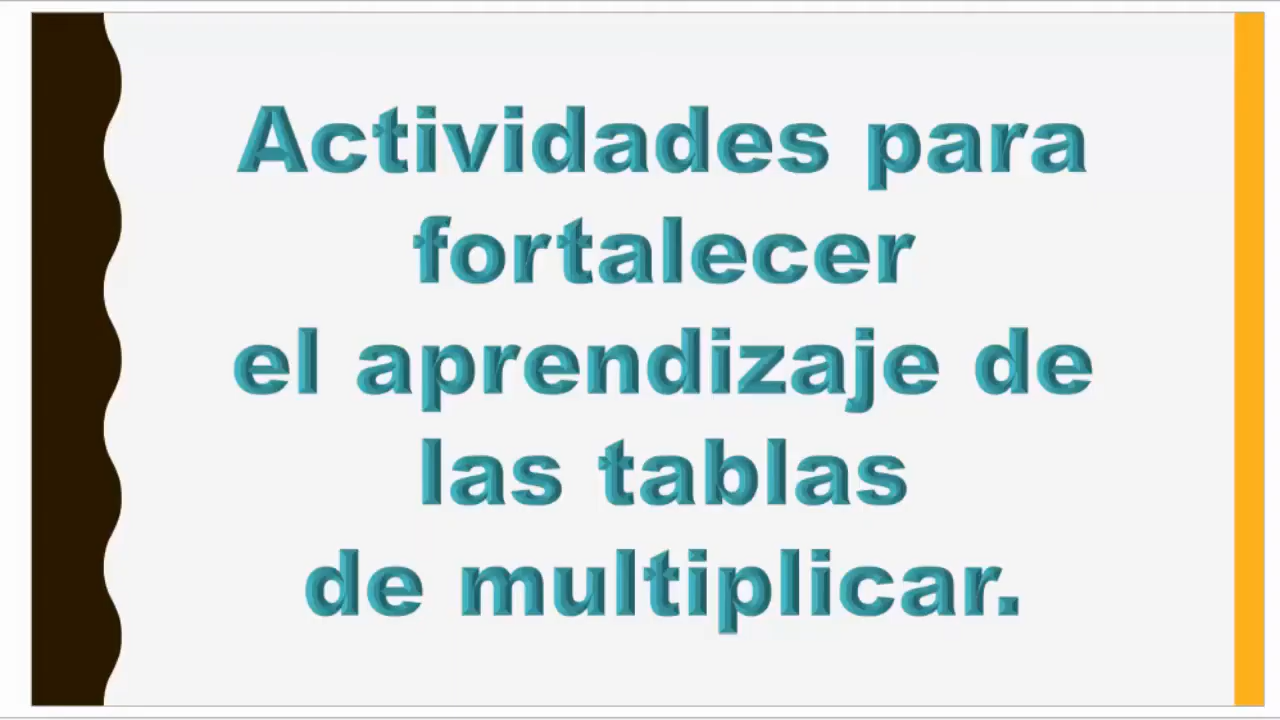 Actividades para
fortalecer
el aprendizaje de
las tablas
de multiplicar.